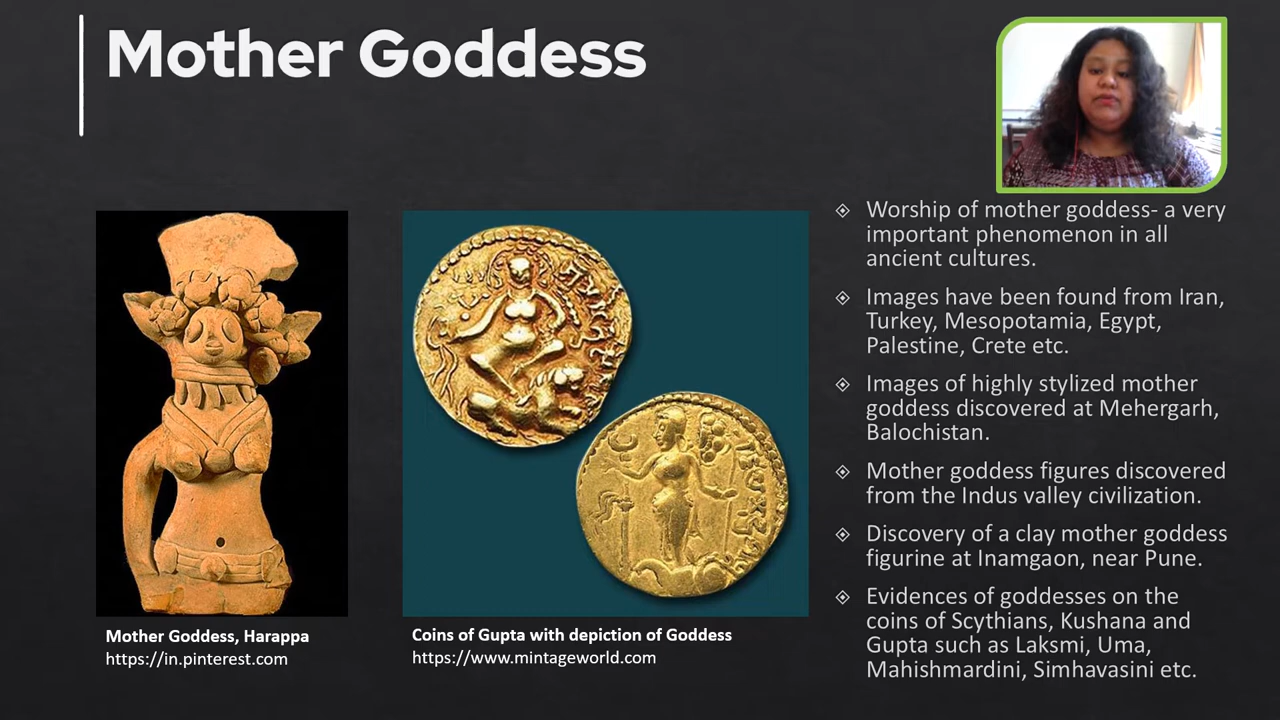 Mother Goddess
Worship of mother goddess- a very
important phenomenon in all
ancient cultures.
Images have been found from Iran,
Turkey, Mesopotamia, Egypt,
Palestine, Crete etc.
Images of highly stylized mother
goddess discovered at Mehergarh,
Balochistan.
Mother goddess figures discovered
from the Indus valley civilization.
Discovery of a clay mother goddess
figurine at Inamgaon, near Pune.
Evidences of goddesses on the
coins of Scythians, Kushana and
Gupta such as Laksmi, Uma,
Mahishmardini, Simhavasini etc.
Mother Goddess, Harappa
https://in.pinterest.com
Coins of Gupta with depiction of Goddess
https://www.mintageworld.com